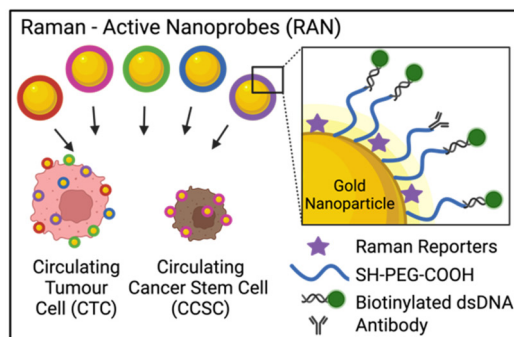 Raman - Active Nanoprobes (RAN)
Gold
Nanoparticle
Circulating
Tumour
Cell (CTC)
Circulating
Cancer Stem Cell
(CCSC)
Raman Reporters
SH-PEG-COOH
Biotinylated dsDNA
Antibody